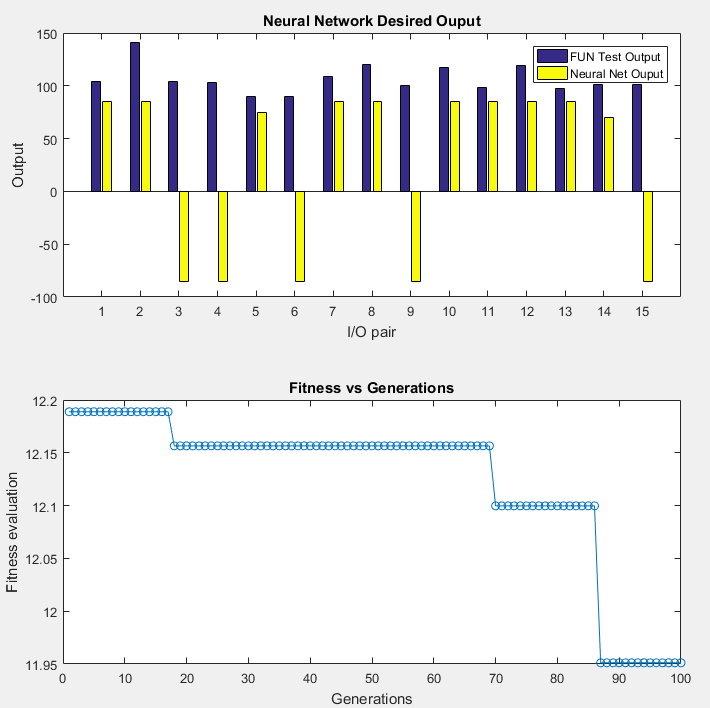 Neural Network Desired Ouput
150
100
50
0
-50
-100
Output
FUN Test Output
Neural Net Ouput
1 2 3 4 5 6 7 8 9 10 11 12 13 14 15
I/O pair
Fitness vs Generations
12.2
12.15
12.1
12.05
12
11.95
Fitness evaluation
0 10 20 30 40 50 60 70 80 90 100
Generations